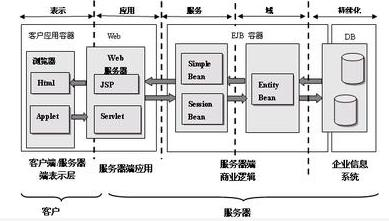 表示
应用
服务
域
持续化
客户应用容器
Web
EJB 容器
DB
浏览器
Html
Applet
Web
服务器
JSP
Servlet
Simple
Bean
Session
Bean
Entity
Bean
客户端/服务器
端表示层
服务器端应用
服务器端
商业逻辑
企业信息
系统
客户
服务器